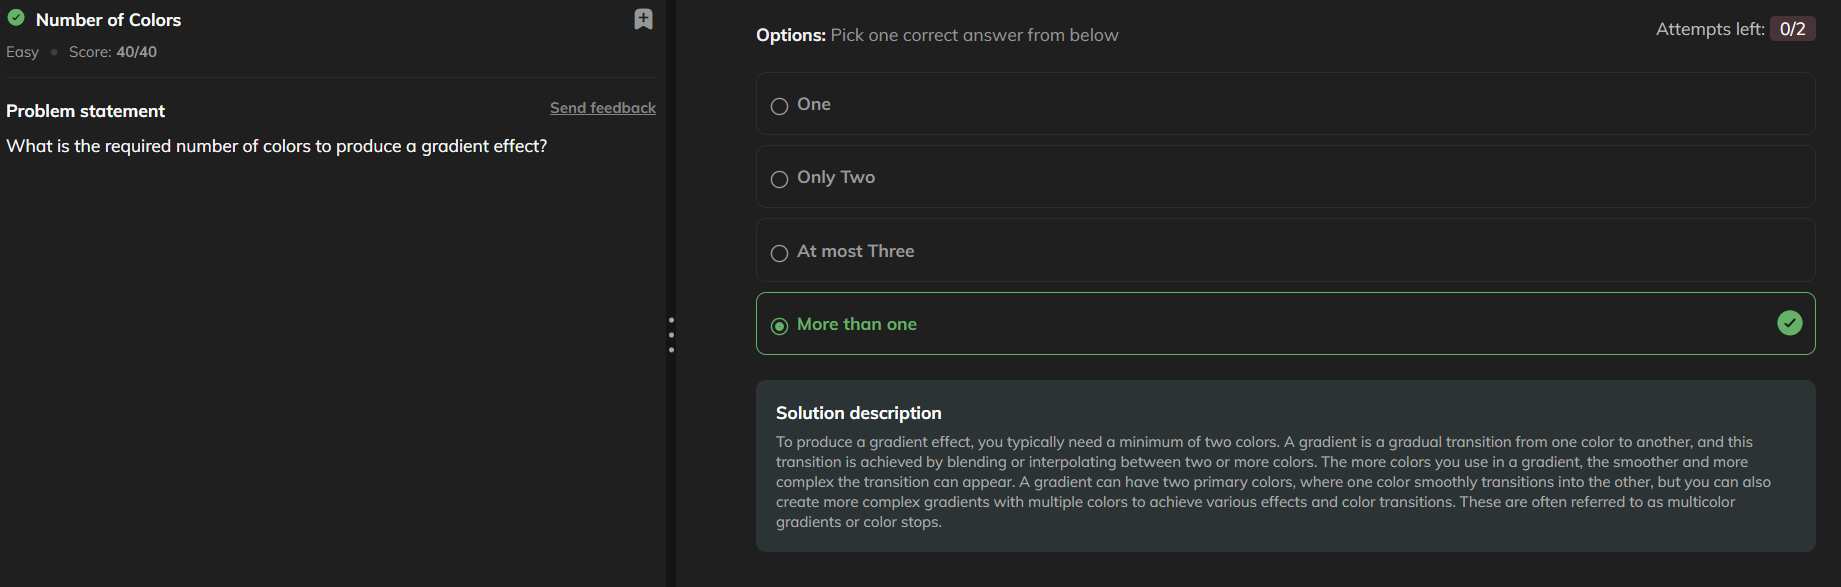 Number of Colors
Easy • Score: 40/40
Problem statement
Send feedback
What is the required number of colors to produce a gradient effect?
Options: Pick one correct answer from below
Attempts left: 0/2
One
Only Two
At most Three
More than one
Solution description
To produce a gradient effect, you typically need a minimum of two colors. A gradient is a gradual transition from one color to another, and this
transition is achieved by blending or interpolating between two or more colors. The more colors you use in a gradient, the smoother and more
complex the transition can appear. A gradient can have two primary colors, where one color smoothly transitions into the other, but you can also
create more complex gradients with multiple colors to achieve various effects and color transitions. These are often referred to as multicolor
gradients or color stops.